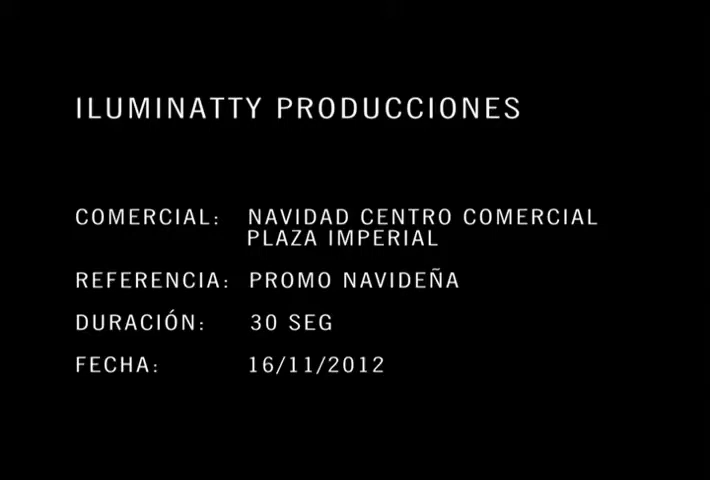 ILUMINATTY PRODUCCIONES
COMERCIAL: NAVIDAD CENTRO COMERCIAL
PLAZA IMPERIAL
REFERENCIA: PROMO NAVIDEÑA
DURACIÓN: 30 SEG
FECHA: 16/11/2012